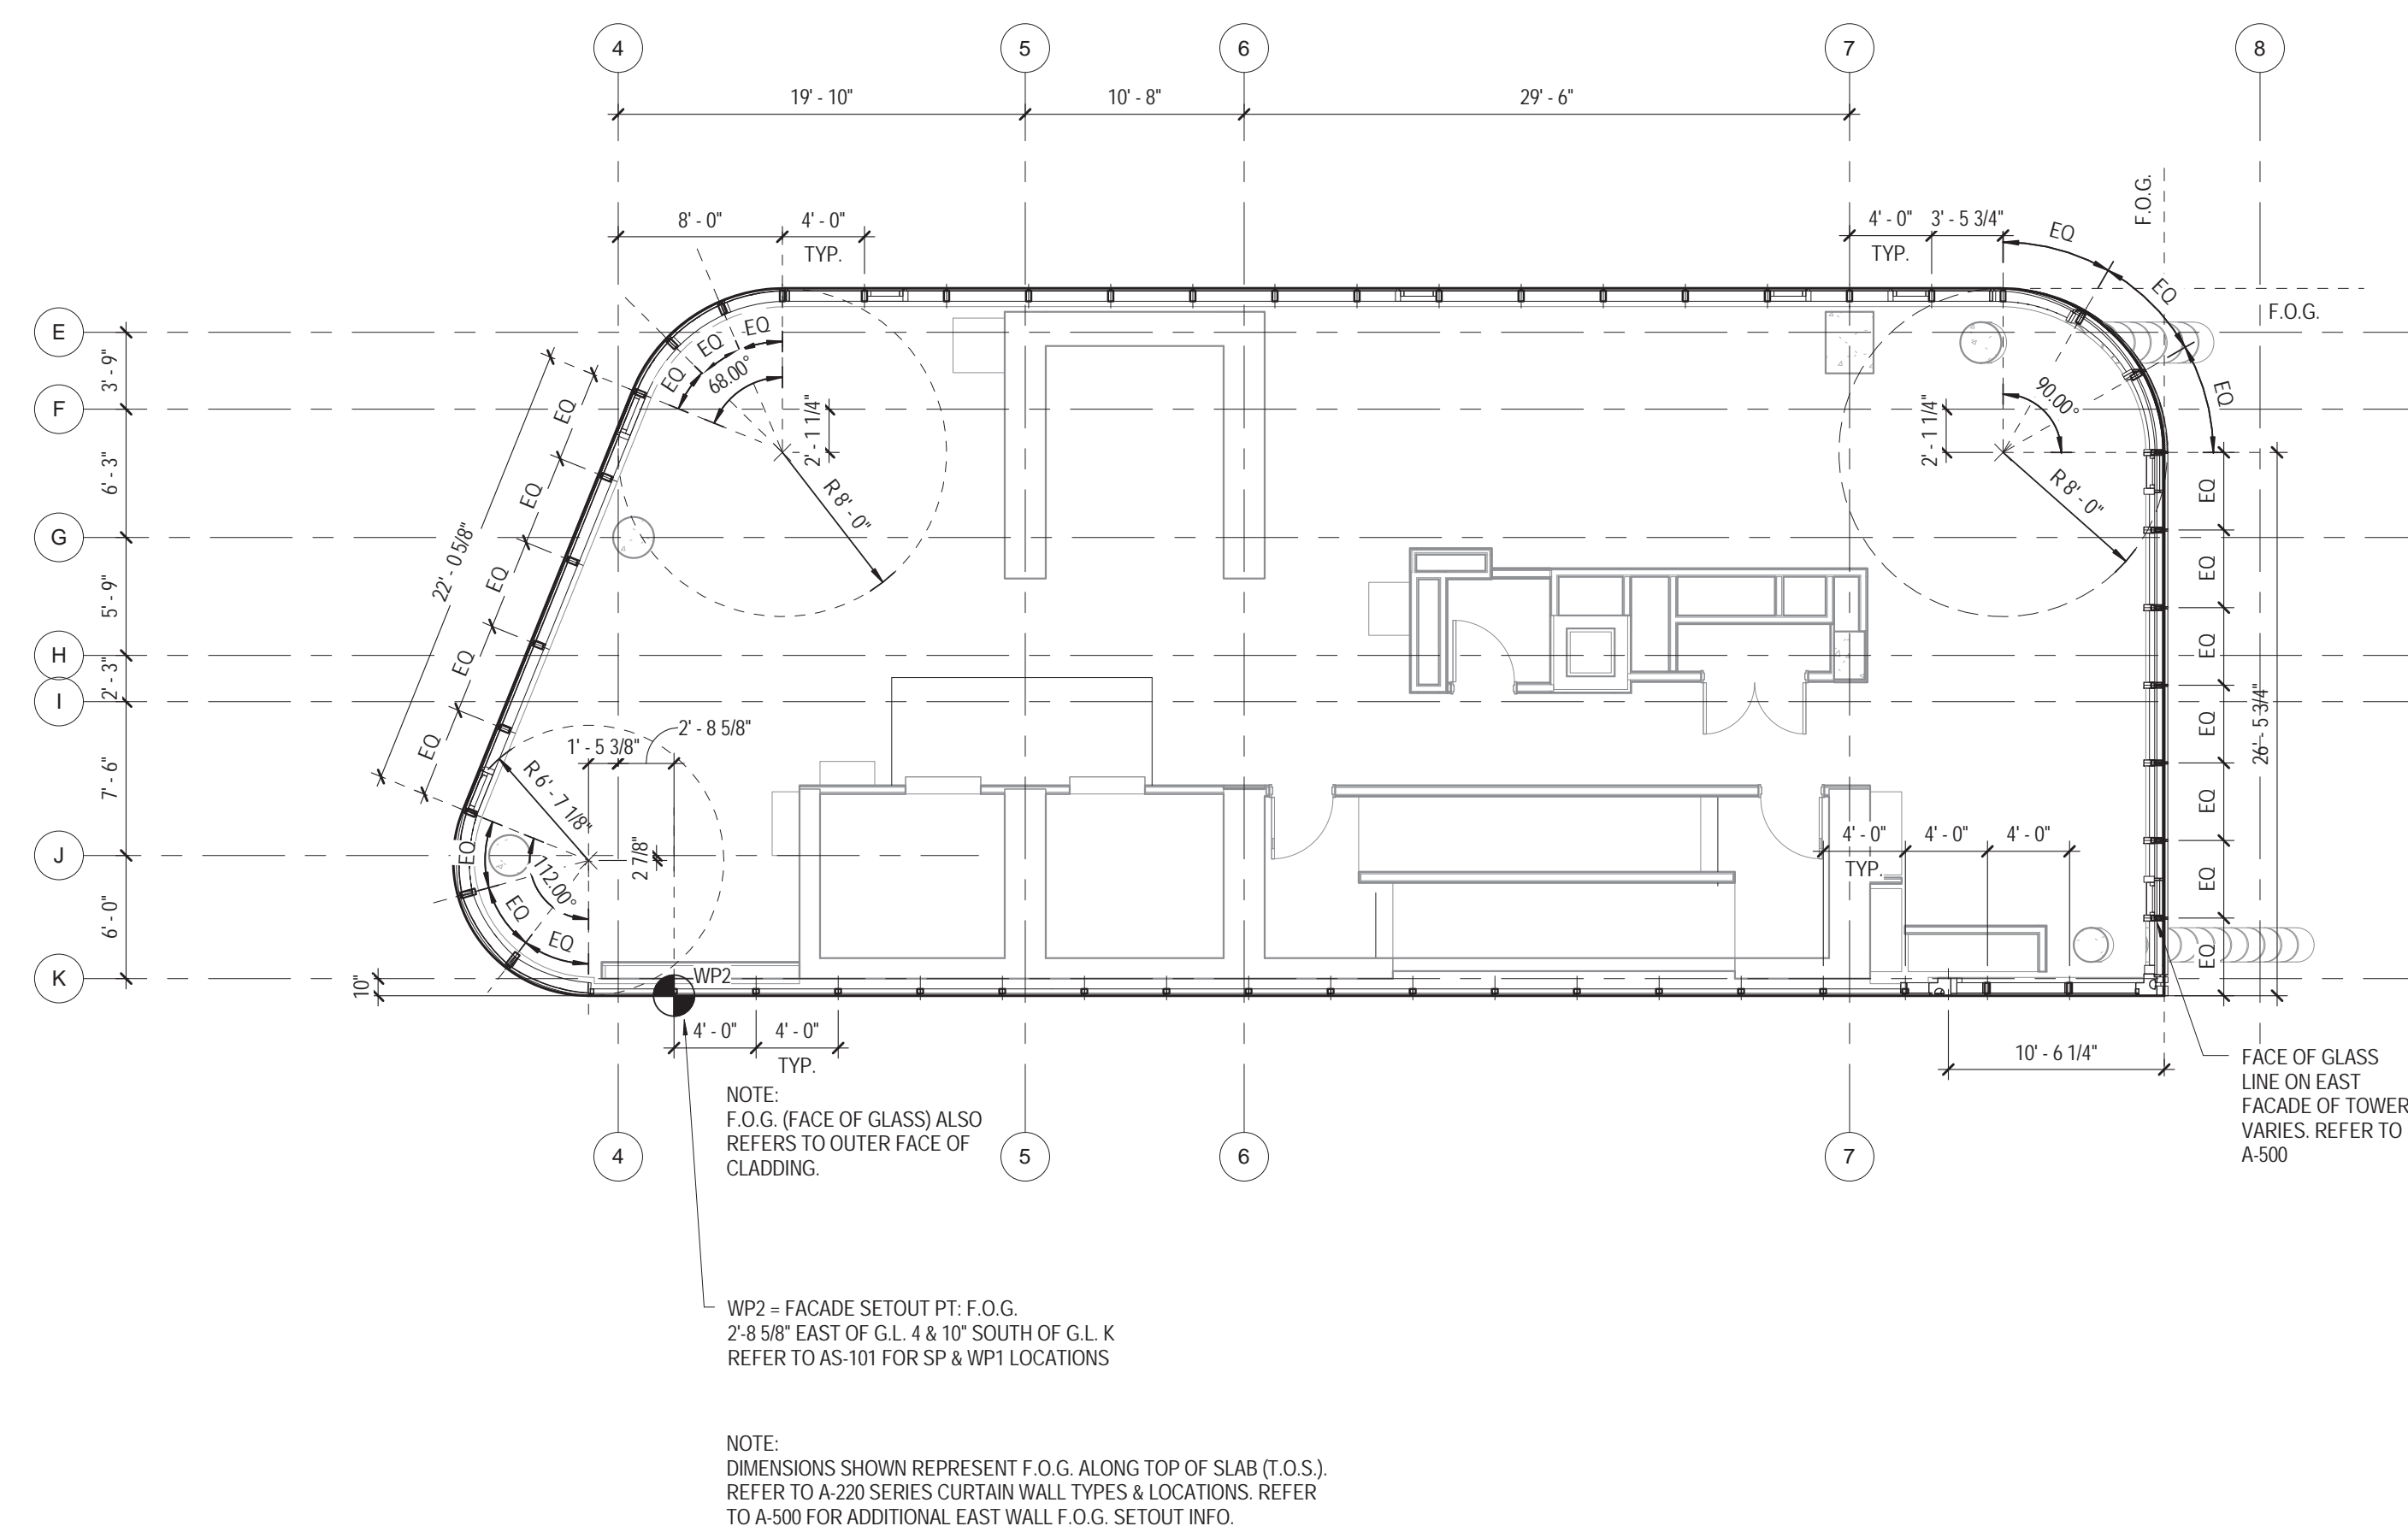 4
5
6
7
8
19' - 10"
10' - 8"
29' - 6"
8' - 0"
4' - 0"
TYP.
4' - 0"
TYP.
3' - 5 3/4"
EQ
EQ
EQ
F.O.G.
F.O.G.
E
F
G
H
I
J
K
3' - 9"
6' - 3"
5' - 9"
2' - 3"
7' - 6"
6' - 0"
10"
22' - 0 5/8"
EQ
EQ
EQ
EQ
EQ
EQ
EQ
EQ
68.00°
2' - 1 1/4"
R 8' - 0"
90.00°
2' - 1 1/4"
R 8' - 0"
EQ
EQ
EQ
EQ
EQ
EQ
EQ
26' - 5 3/4"
1' - 5 3/8"
2' - 8 5/8"
R 6' - 7 1/8"
2 7/8"
112.00°
EQ
EQ
EQ
WP2
4' - 0"
4' - 0"
TYP.
4' - 0"
TYP.
4' - 0"
4' - 0"
10' - 6 1/4"
FACE OF GLASS
LINE ON EAST
FACADE OF TOWER
VARIES. REFER TO
A-500
NOTE:
F.O.G. (FACE OF GLASS) ALSO
REFERS TO OUTER FACE OF
CLADDING.
4
5
6
7
WP2 = FACADE SETOUT PT: F.O.G.
2'-8 5/8" EAST OF G.L. 4 & 10" SOUTH OF G.L. K
REFER TO AS-101 FOR SP & WP1 LOCATIONS
NOTE:
DIMENSIONS SHOWN REPRESENT F.O.G. ALONG TOP OF SLAB (T.O.S.).
REFER TO A-220 SERIES CURTAIN WALL TYPES & LOCATIONS. REFER
TO A-500 FOR ADDITIONAL EAST WALL F.O.G. SETOUT INFO.